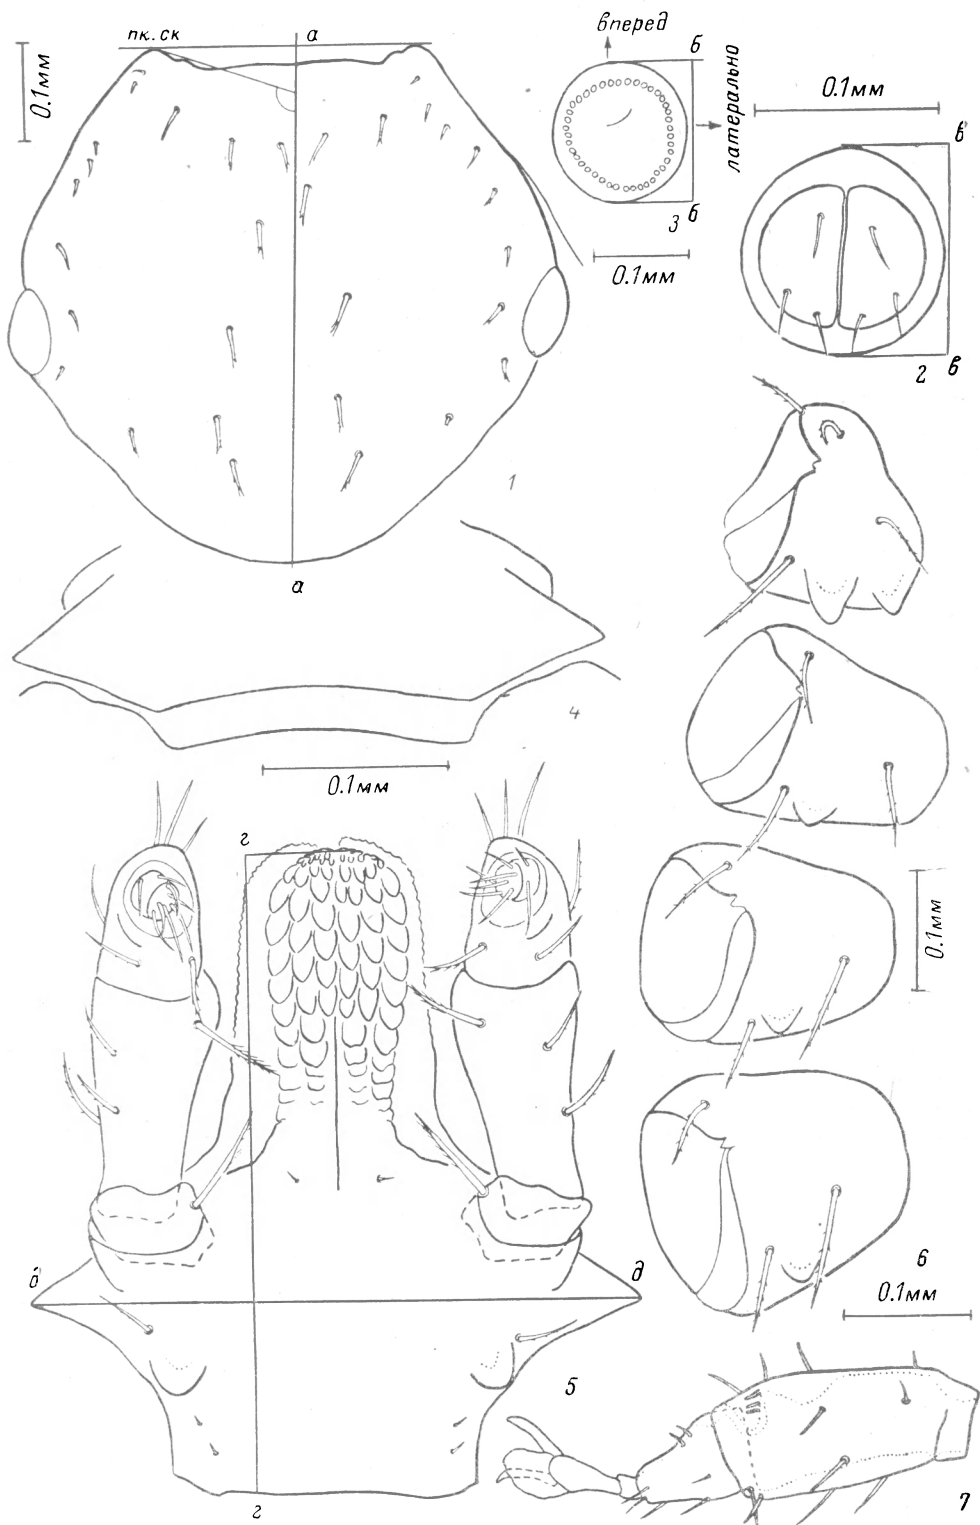 пк. ск
а
0.1мм
вперед
б
латерально
б
3
0.1мм
0.1мм
в
в
2
1
а
4
0.1мм
г
0.1мм
д
д
6
0.1мм
5
г
7